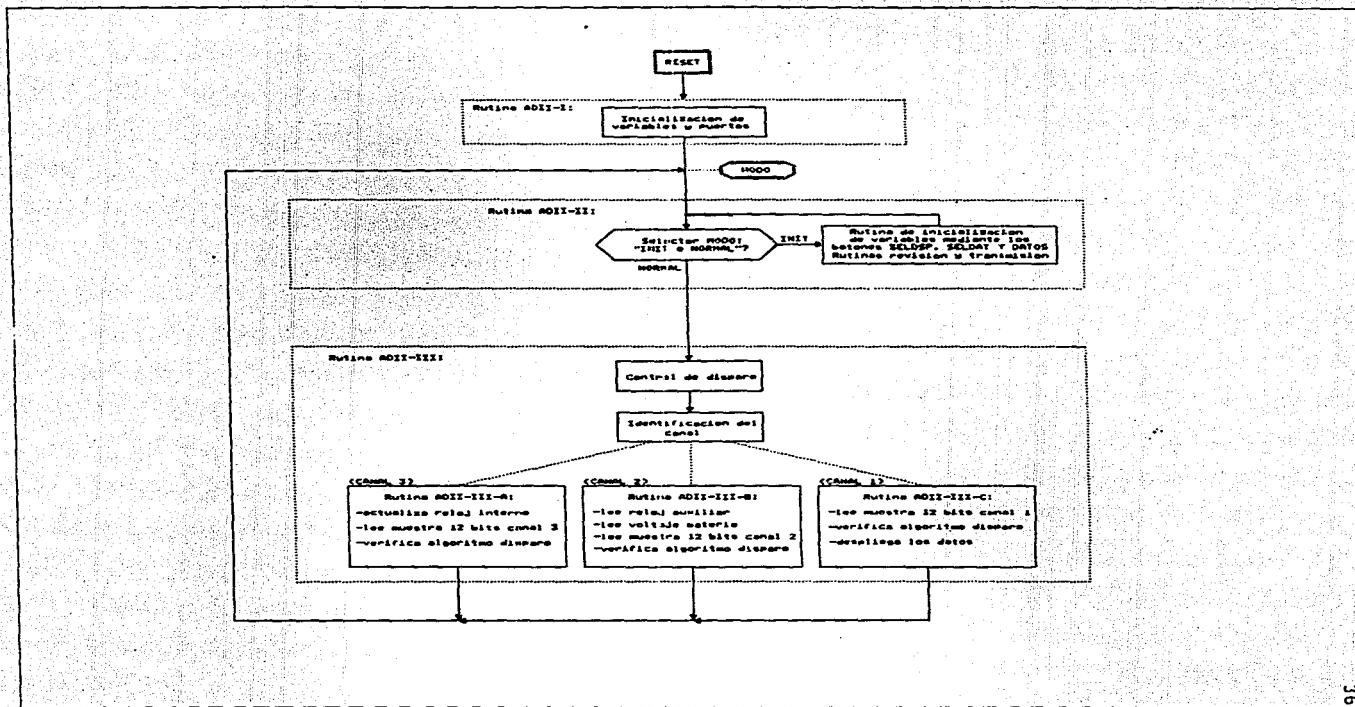 RESET
Rutina ADII-I:
Inicializacion de
variables y puertos
MODO
Rutina ADII-II:
Selector MODO:
"INIT o NORMAL"?
INIT
NORMAL
Rutina de inicializacion
de variables mediante los
botones SELDSP, SELDAT Y DATOS
Rutinas revision y transmision
Rutina ADII-III:
Control de disparo
Identificacion del
canal
<CANAL 3>
Rutina ADII-III-A:
-actualiza reloj interno
-lee muestra 12 bits canal 3
-verifica algoritmo disparo
<CANAL 2>
Rutina ADII-III-B:
-lee reloj auxiliar
-lee voltaje bateria
-lee muestra 12 bits canal 2
-verifica algoritmo disparo
<CANAL 1>
Rutina ADII-III-C:
-lee muestra 12 bits canal 1
-verifica algoritmo disparo
-despliega los datos
36